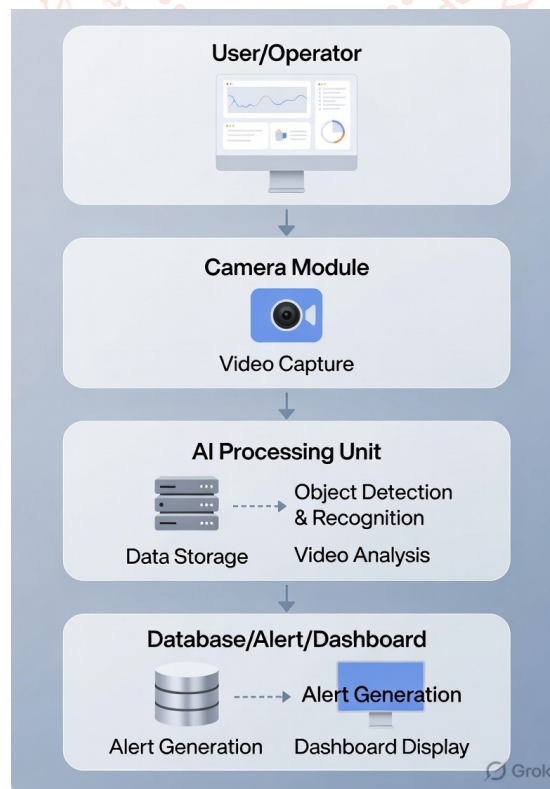 User/Operator
Camera Module
Video Capture
AI Processing Unit
Object Detection
& Recognition
Data Storage
Video Analysis
Database/Alert/Dashboard
Alert Generation
Alert Generation
Dashboard Display
Grok